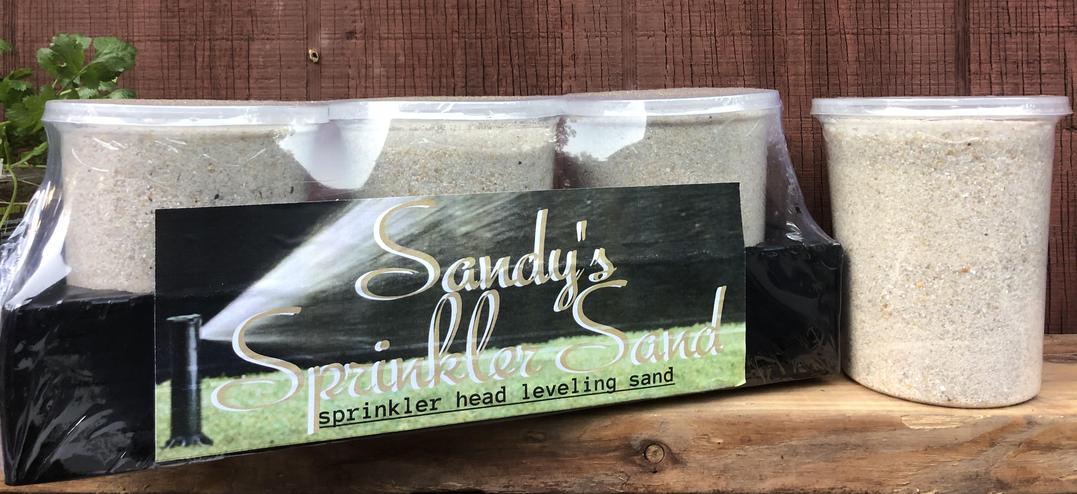 Sandy's
Sprinkler Sand
sprinkler head leveling sand